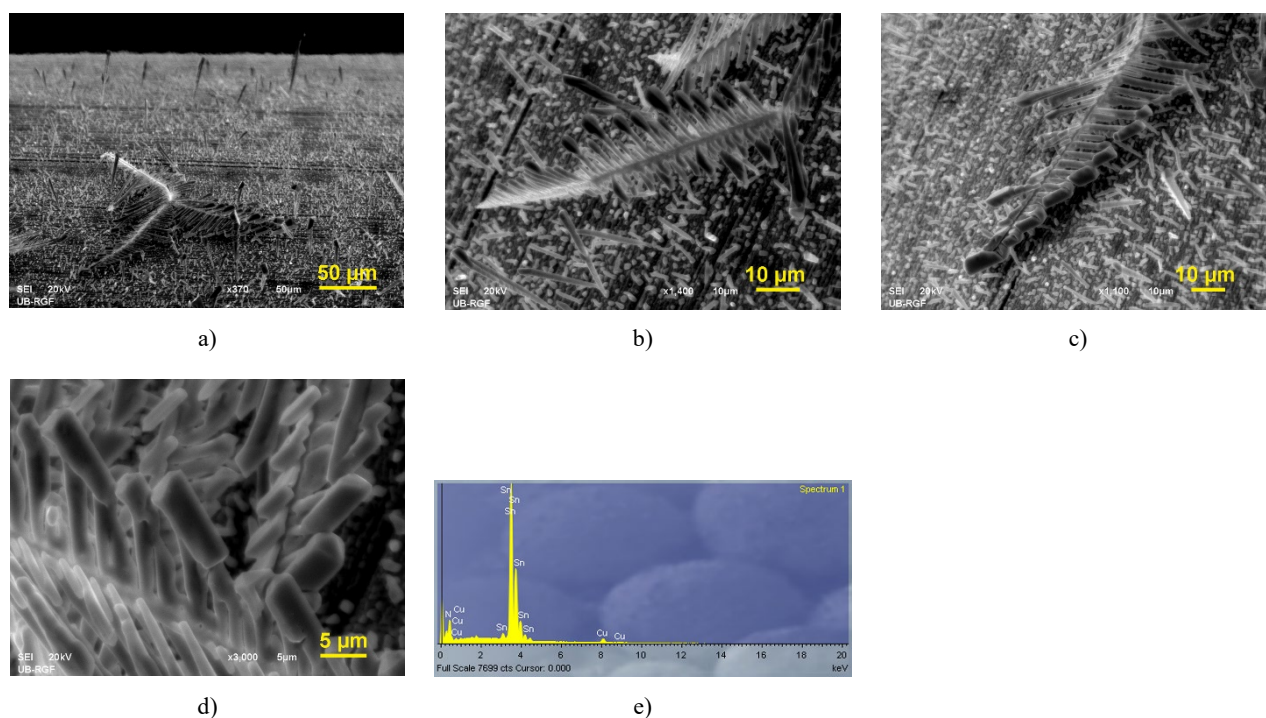 50 µm
SEI 20kV x370 50µm
UB-RGF
a)
10 µm
SEI 20kV x1,400 10µm
UB-RGF
b)
10 µm
SEI 20kV x1,100 10µm
UB-RGF
c)
5 µm
SEI 20kV x3,000 5µm
UB-RGF
d)
Spectrum 1
Sn
Sn
Sn
Sn
N Cu
Cu
Cu
Sn
Sn
Sn
Cu
Cu
0 2 4 6 8 10 12 14 16 18 20
Full Scale 7699 cts Cursor: 0.000 keV
e)